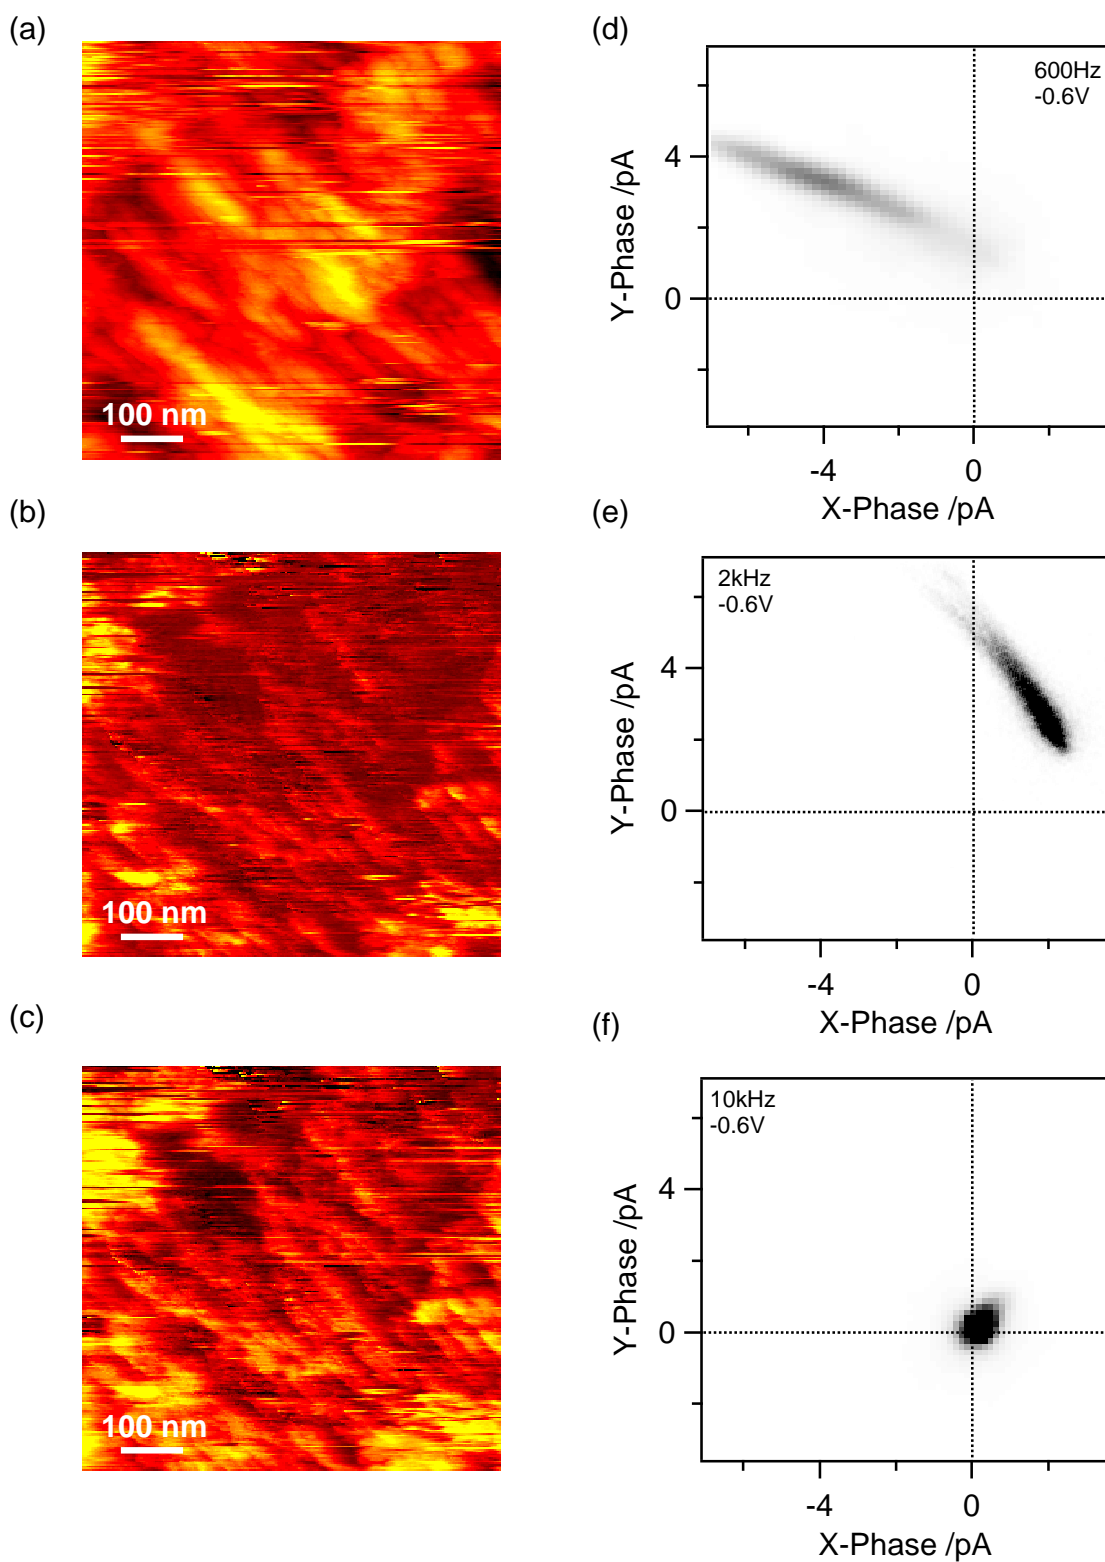 (a)
100 nm
(b)
100 nm
(c)
100 nm
(d)
600Hz
-0.6V
4
0
Y-Phase /pA
-4
0
X-Phase /pA
(e)
2kHz
-0.6V
4
0
Y-Phase /pA
-4
0
X-Phase /pA
(f)
10kHz
-0.6V
4
0
Y-Phase /pA
-4
0
X-Phase /pA